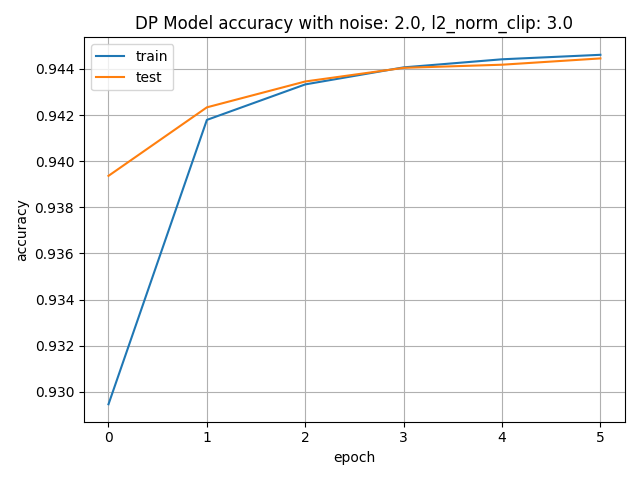 DP Model accuracy with noise: 2.0, l2_norm_clip: 3.0
train
test
0.944
0.942
0.940
0.938
0.936
0.934
0.932
0.930
accuracy
0 1 2 3 4 5
epoch